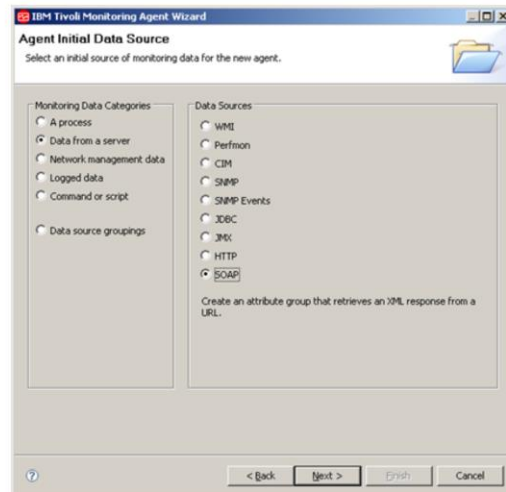 IBM Tivoli Monitoring Agent Wizard
Agent Initial Data Source
Select an initial source of monitoring data for the new agent.
Monitoring Data Categories
A process
Data from a server
Network management data
Logged data
Command or script
Data source groupings
Data Sources
WMI
Perfmon
CIM
SNMP
SNMP Events
JDBC
JMX
HTTP
SOAP
Create an attribute group that retrieves an XML response from a
URL.
?
< Back
Next >
Finish
Cancel